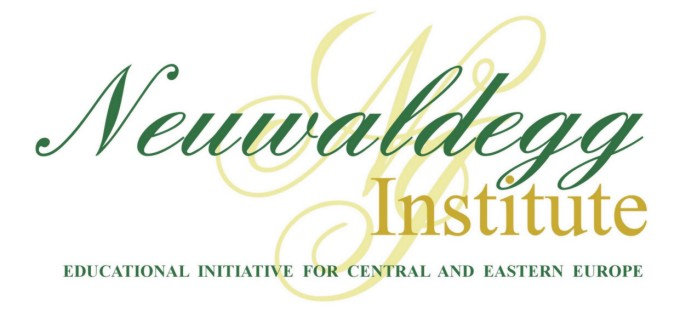 Neuwaldegg
Institute
EDUCATIONAL INITIATIVE FOR CENTRAL AND EASTERN EUROPE